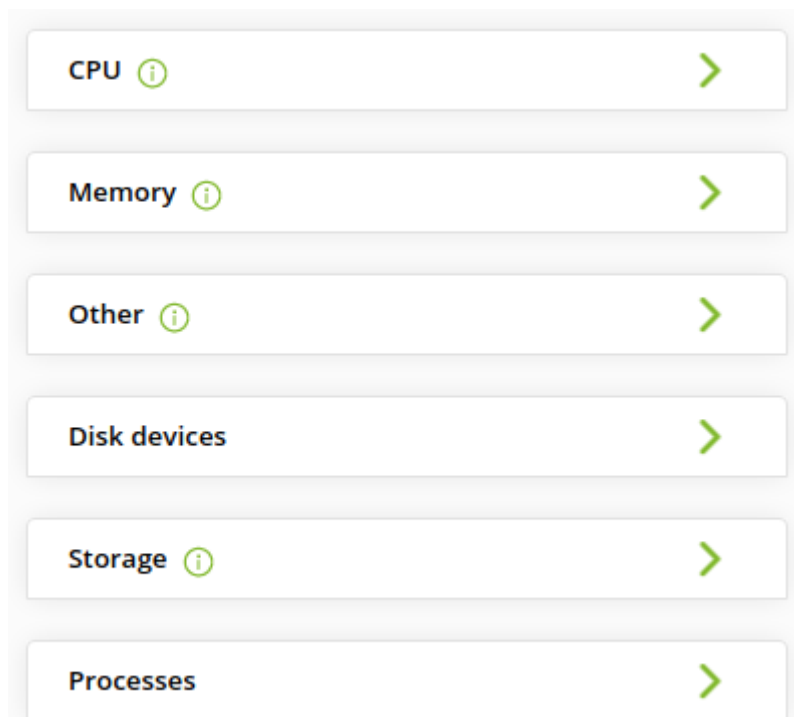 CPU
Memory
Other
Disk devices
Storage
Processes